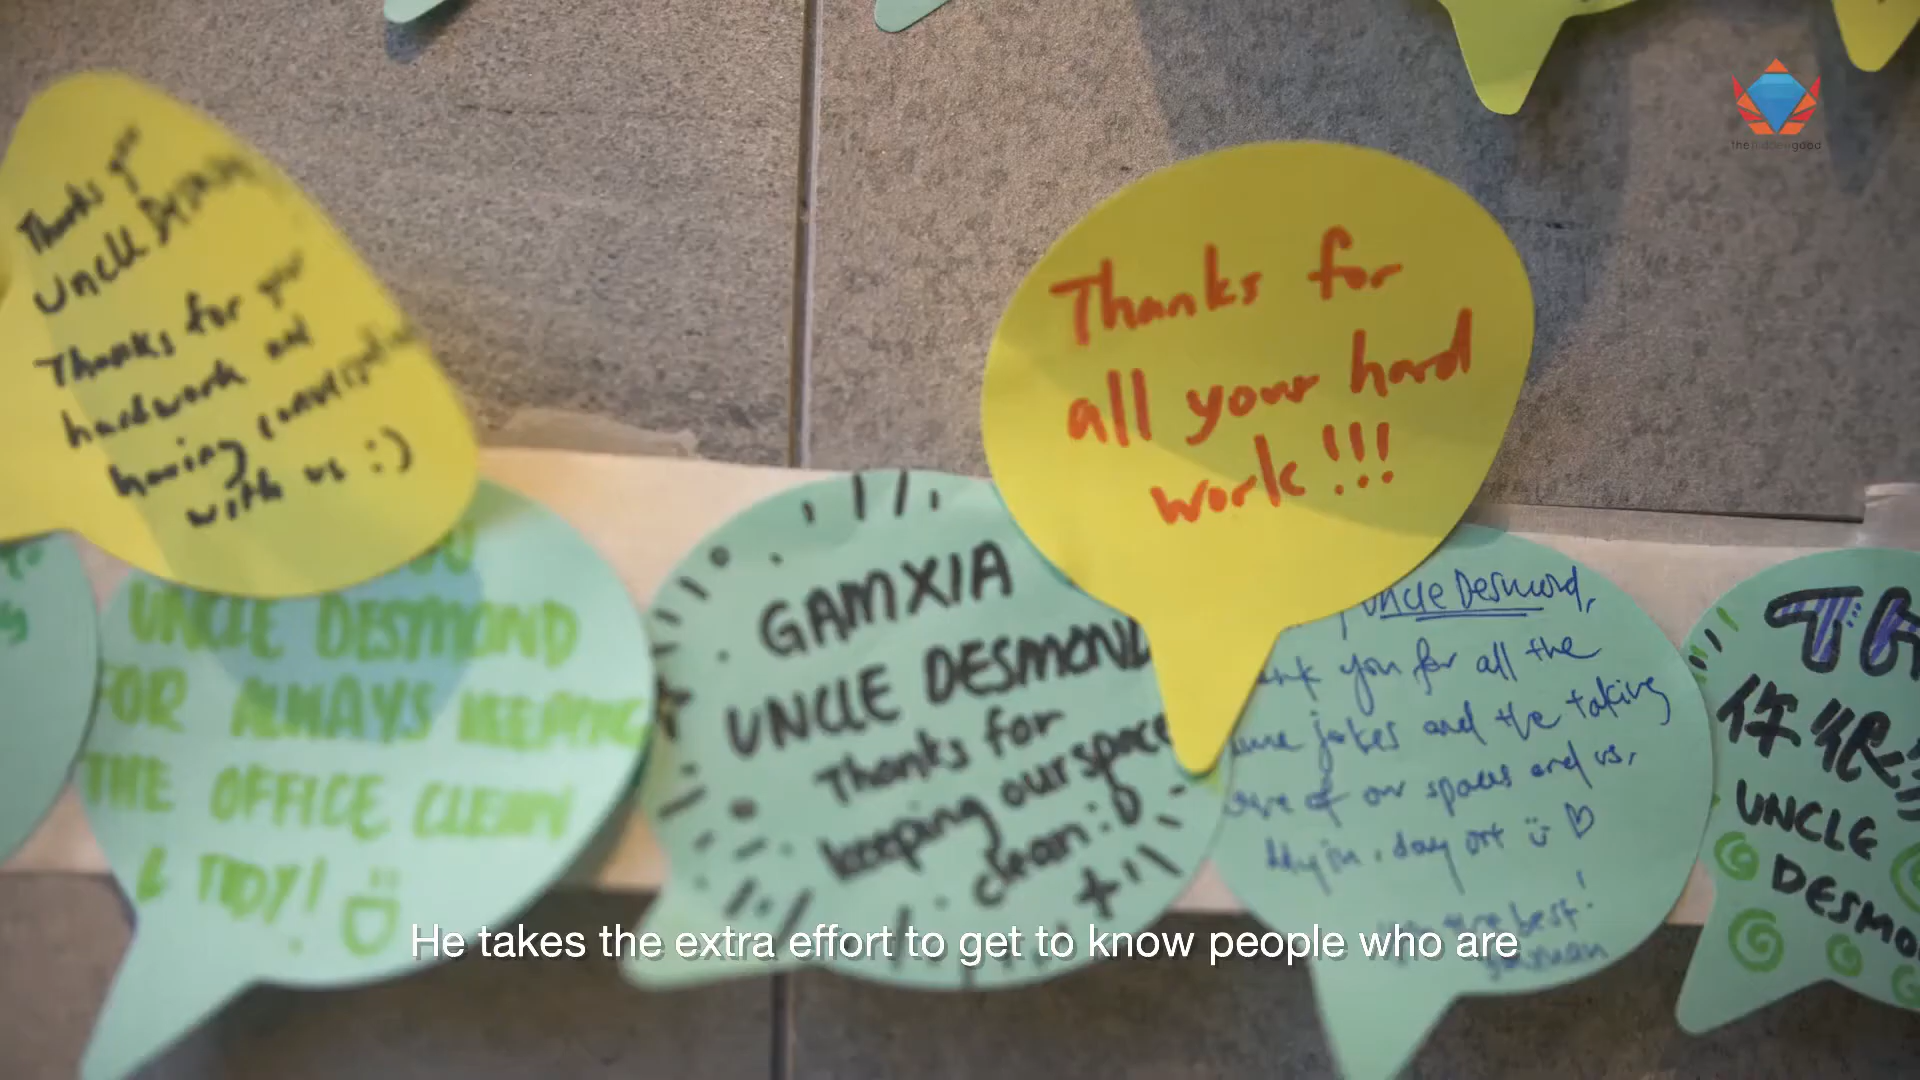 thehiddengood
Thanks you
Uncle Desmond
Thanks for your
hardwork and
having conversation
with us :)
Thanks for
all your hard
work!!!
UNCLE DESMOND
FOR ALWAYS KEEPING
THE OFFICE CLEAN
& TIDY! :D
GAMXIA
UNCLE DESMOND
Thanks for
keeping our space
clean :D
Uncle Desmond,
you for all the
jokes and the taking
of our spaces and us,
day in, day out
best!
你很
UNCLE
DESMO
He takes the extra effort to get to know people who are